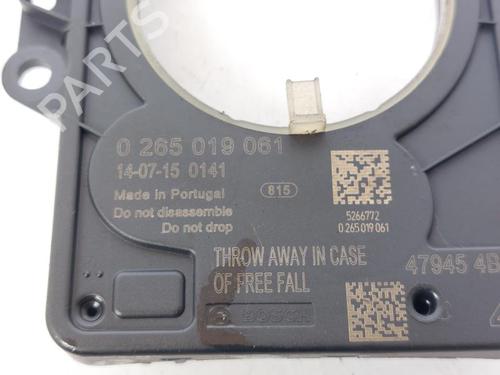 0 265 019 061
14-07-15 0141
Made in Portugal
815
Do not disassemble
Do not drop
5266772
0 265 019 061
THROW AWAY IN CASE
OF FREE FALL
47945 4B
BOSCH
PARTS